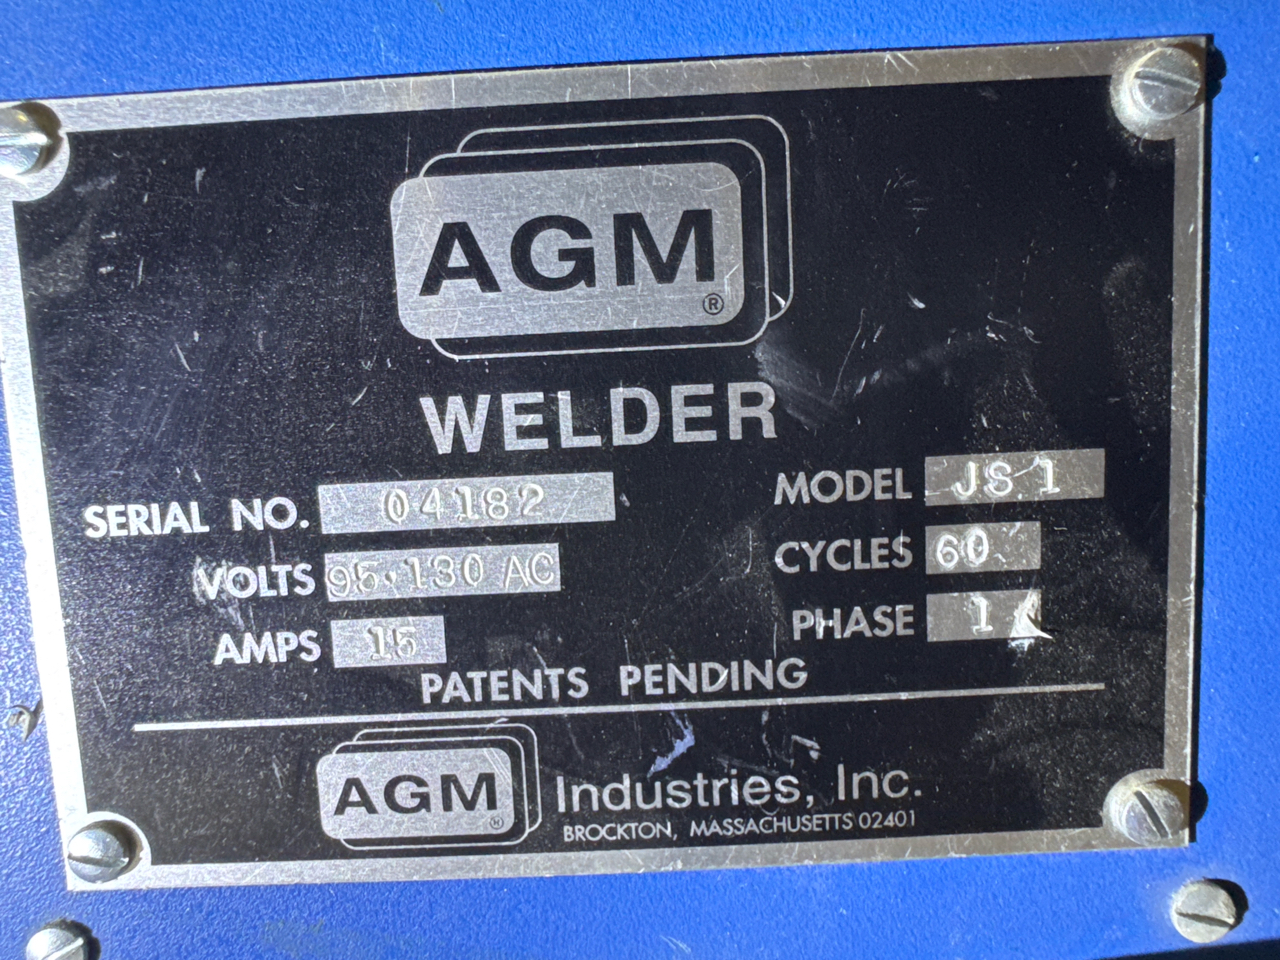 AGM
®
WELDER
SERIAL NO. 04182
MODEL JS 1
VOLTS 95-130 AC
CYCLES 60
AMPS 15
PHASE 1
PATENTS PENDING
AGM® Industries, Inc.
BROCKTON, MASSACHUSETTS 02401